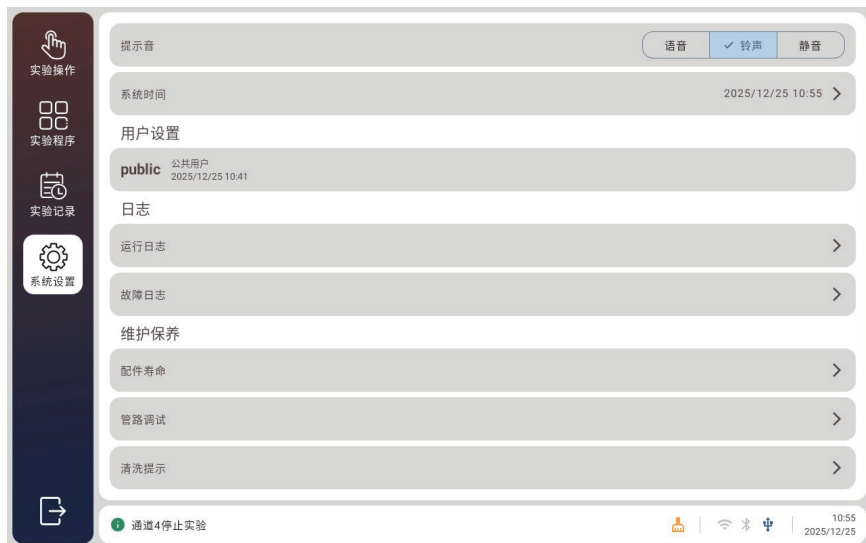 实验操作
实验程序
实验记录
系统设置
提示音
语音
铃声
静音
系统时间
2025/12/25 10:55
用户设置
public
公共用户
2025/12/25 10:41
日志
运行日志
故障日志
维护保养
配件寿命
管路调试
清洗提示
通道4停止实验
10:55
2025/12/25